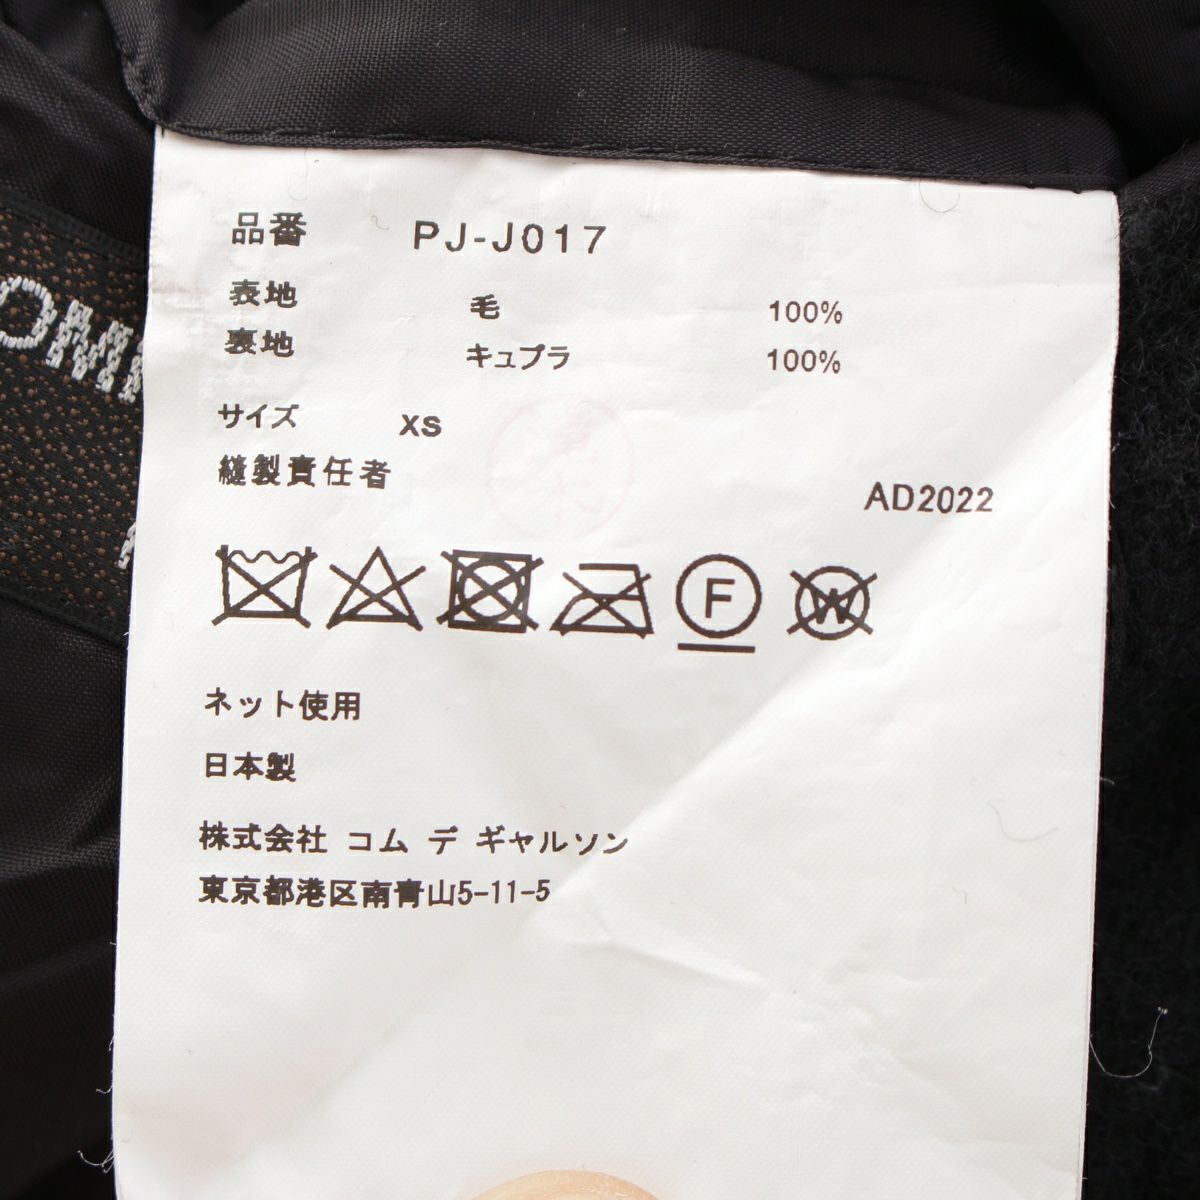 品番 PJ-J017
表地 毛 100%
裏地 キュプラ 100%
サイズ XS
縫製責任者
AD2022
F
W
ネット使用
日本製
株式会社 コム デ ギャルソン
東京都港区南青山5-11-5